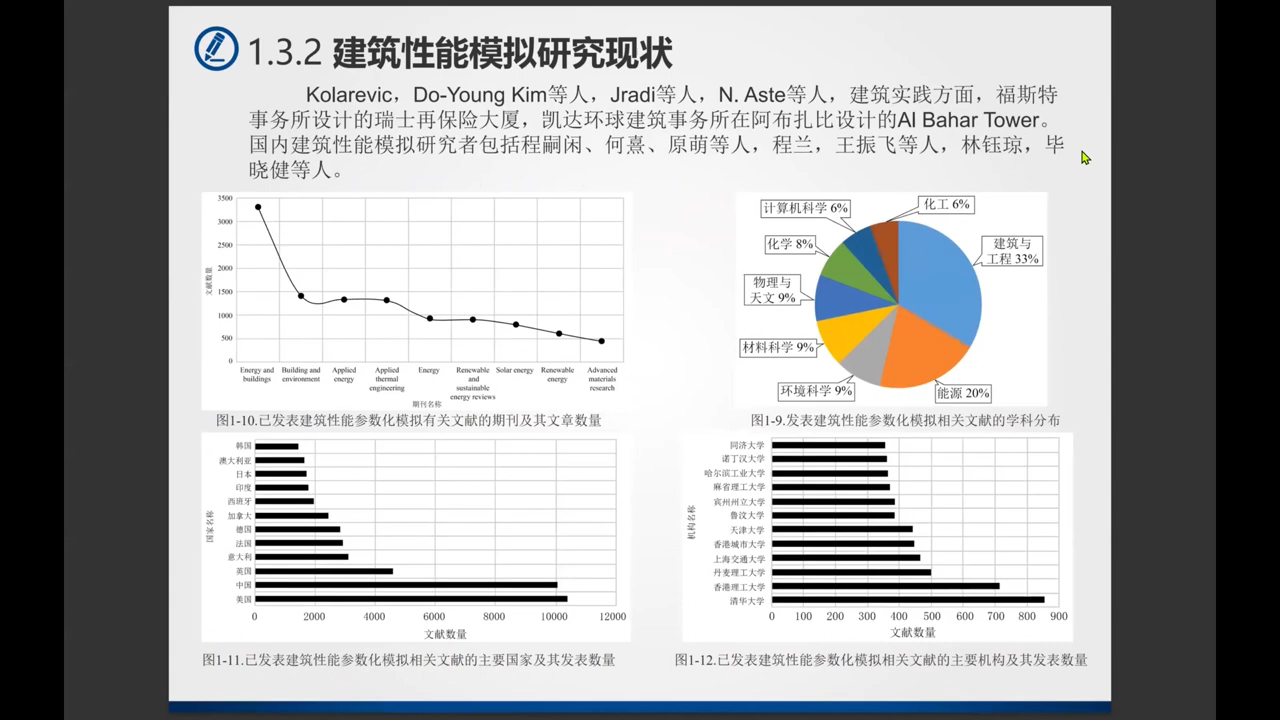 1.3.2 建筑性能模拟研究现状
Kolarevic，Do-Young Kim等人，Jradi等人，N. Aste等人，建筑实践方面，福斯特
事务所设计的瑞士再保险大厦，凯达环球建筑事务所在阿布扎比设计的Al Bahar Tower。
国内建筑性能模拟研究者包括程嗣闲、何熹、原萌等人，程兰，王振飞等人，林钰琼，毕
晓健等人。
3500
3000
2500
2000
1500
1000
500
0
文献数量
Energy and
buildings
Building and
environment
Applied
energy
Applied
thermal
engineering
Energy
Renewable
and
sustainable
energy reviews
Solar energy
Renewable
energy
Advanced
materials
research
期刊名称
图1-10.已发表建筑性能参数化模拟有关文献的期刊及其文章数量
计算机科学 6%
化工 6%
化学 8%
建筑与
工程 33%
物理与
天文 9%
材料科学 9%
环境科学 9%
能源 20%
图1-9.发表建筑性能参数化模拟相关文献的学科分布
国家名称
韩国
澳大利亚
日本
印度
西班牙
加拿大
德国
法国
意大利
英国
中国
美国
0 2000 4000 6000 8000 10000 12000
文献数量
图1-11.已发表建筑性能参数化模拟相关文献的主要国家及其发表数量
机构名称
同济大学
诺丁汉大学
哈尔滨工业大学
麻省理工大学
宾州州立大学
鲁汶大学
天津大学
香港城市大学
上海交通大学
丹麦理工大学
香港理工大学
清华大学
0 100 200 300 400 500 600 700 800 900
文献数量
图1-12.已发表建筑性能参数化模拟相关文献的主要机构及其发表数量